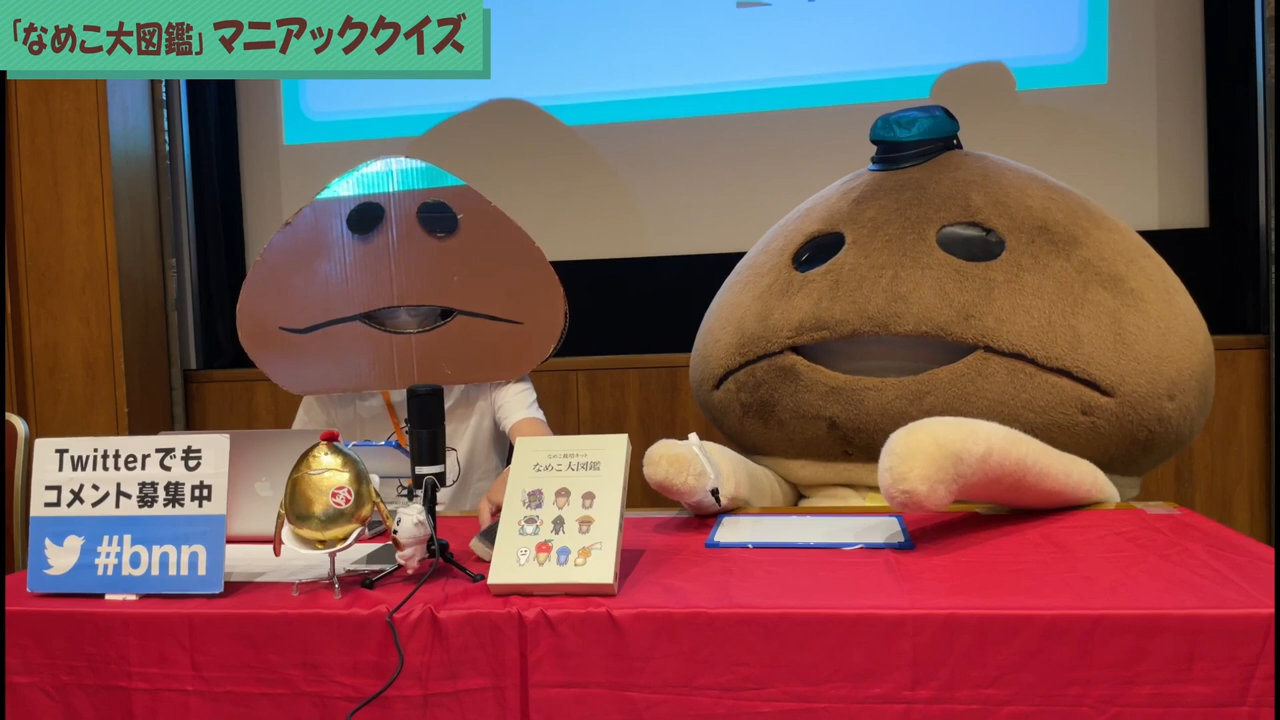 「なめこ大図鑑」マニアッククイズ
Twitterでも
コメント募集中
#bnn
なめこ栽培キット
なめこ大図鑑